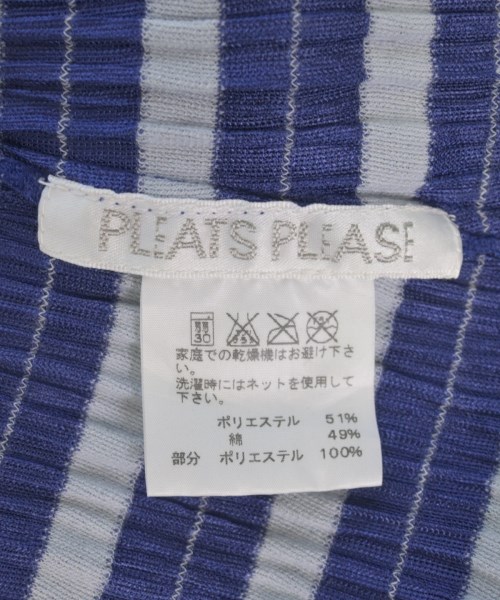 PLEATS PLEASE
家庭での乾燥機はお避け下さ
い。
洗濯時にはネットを使用して
下さい。
ポリエステル 51%
綿 49%
部分 ポリエステル 100%